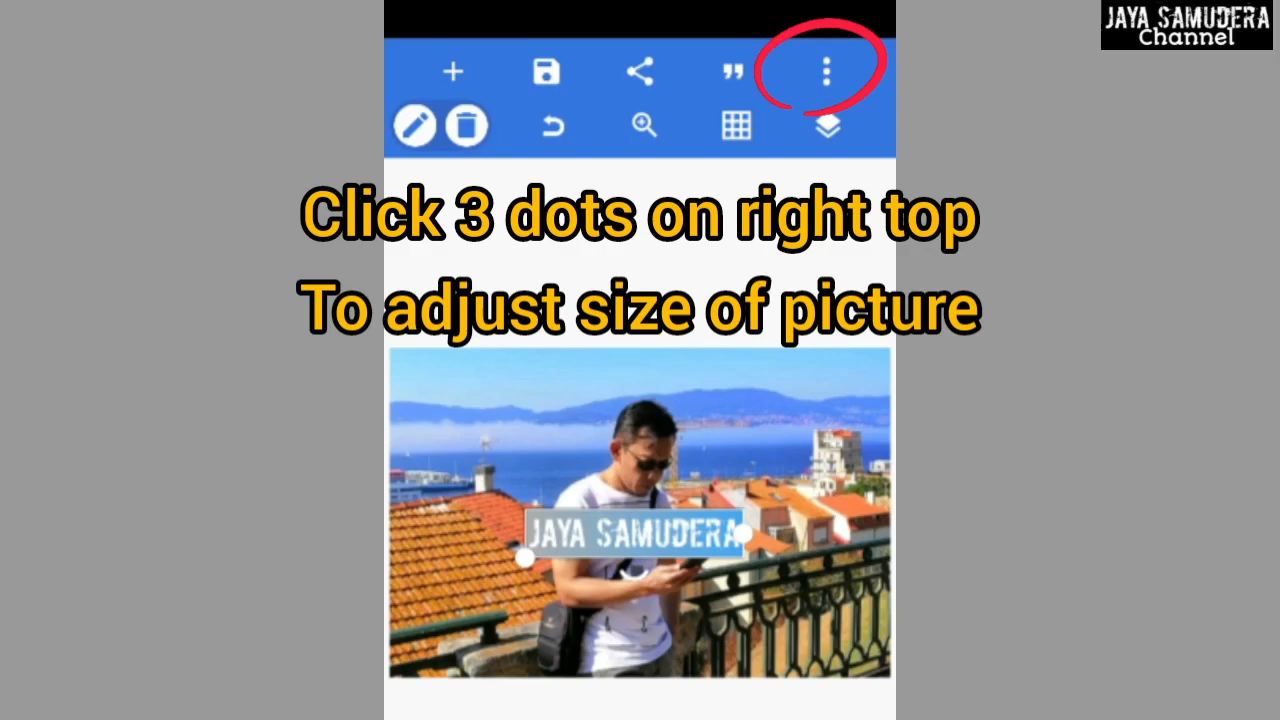 JAYA SAMUDERA
Channel
Click 3 dots on right top
To adjust size of picture
JAYA SAMUDERA